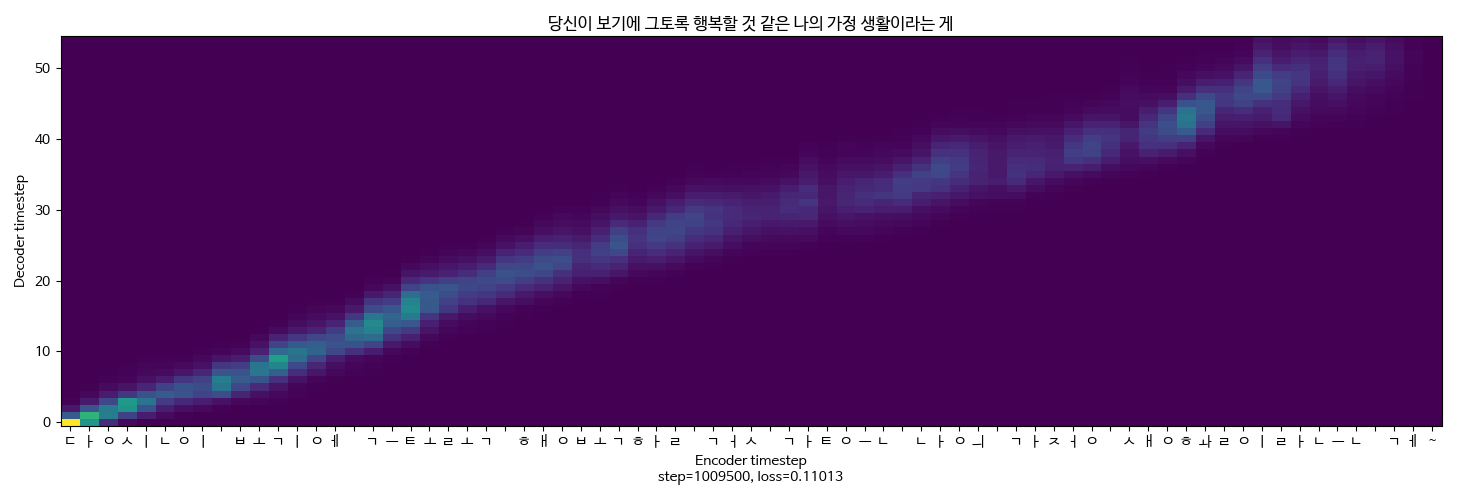 당신이 보기에 그토록 행복할 것 같은 나의 가정 생활이라는 게
50
40
30
20
10
0
Decoder timestep
ㄷ ㅏ ㅇ ㅅ ㅣ ㄴ ㅇ ㅣ ㅂ ㅗ ㄱ ㅣ ㅇ ㅔ ㄱ ㅡ ㅌ ㅗ ㄹ ㅗ ㄱ ㅎ ㅐ ㅇ ㅂ ㅗ ㄱ ㅎ ㅏ ㄹ ㄱ ㅓ ㅅ ㄱ ㅏ ㅌ ㅇ ㅡ ㄴ ㄴ ㅏ ㅇ ㅢ ㄱ ㅏ ㅈ ㅓ ㅇ ㅅ ㅐ ㅇ ㅎ ㅘ ㄹ ㅇ ㅣ ㄹ ㅏ ㄴ ㅡ ㄴ ㄱ ㅔ ~
Encoder timestep
step=1009500, loss=0.11013